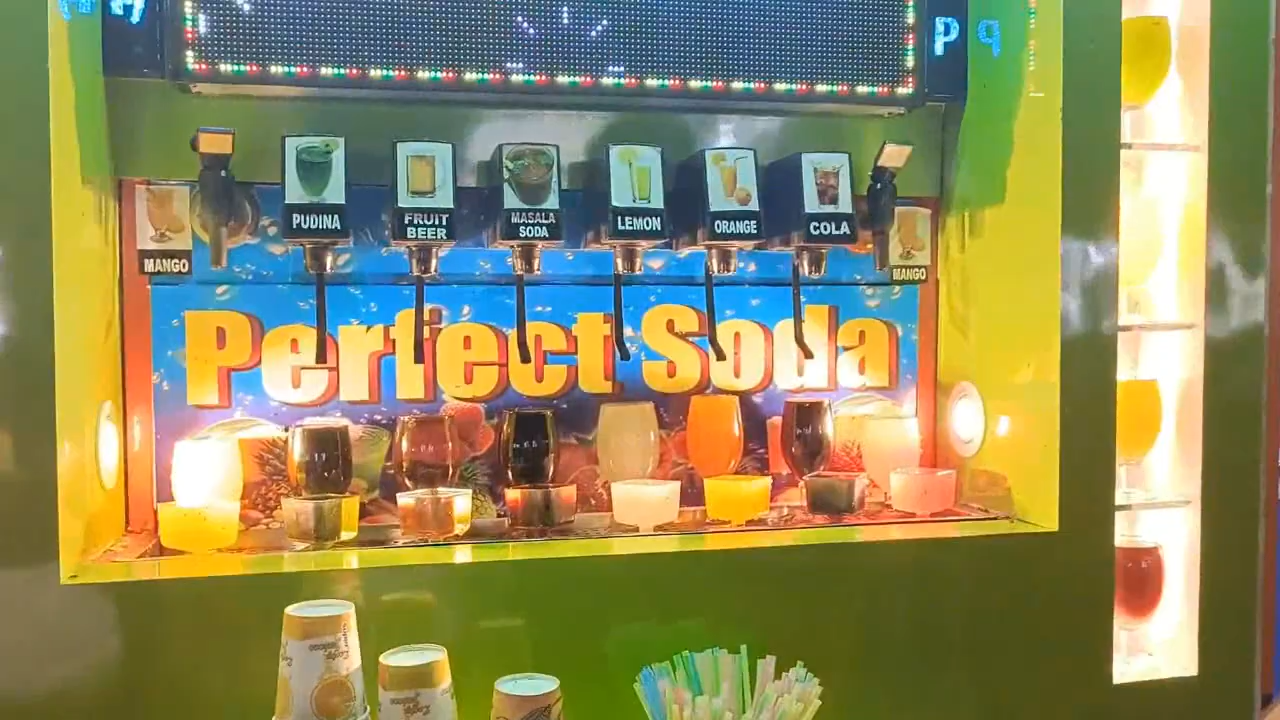 P q
PUDINA
FRUIT
BEER
MASALA
SODA
LEMON
ORANGE
COLA
MANGO
MANGO
Perfect Soda